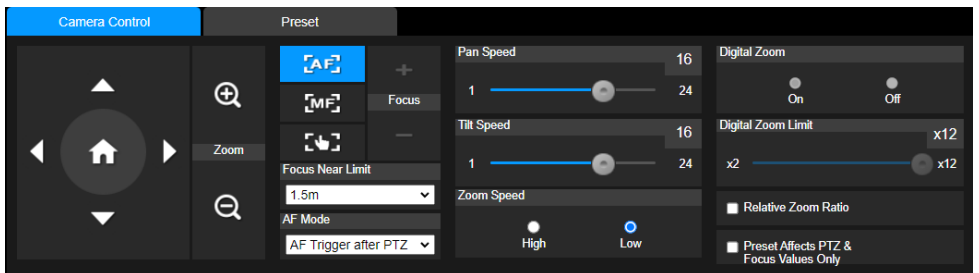 Camera Control
Preset
Zoom
AF
MF
Focus
Focus Near Limit
1.5m
AF Mode
AF Trigger after PTZ
Pan Speed
16
1
24
Tilt Speed
16
1
24
Zoom Speed
High
Low
Digital Zoom
On
Off
Digital Zoom Limit
x12
x2
x12
Relative Zoom Ratio
Preset Affects PTZ &
Focus Values Only